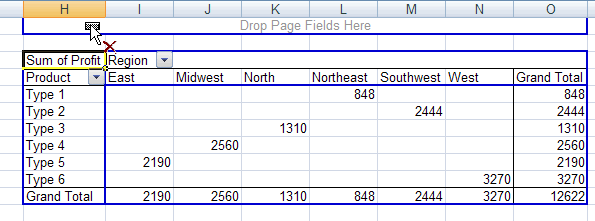 H I J K L M N O
Drop Page Fields Here
Sum of Profit Region
Product East Midwest North Northeast Southwest West Grand Total
Type 1 848 848
Type 2 2444 2444
Type 3 1310 1310
Type 4 2560 2560
Type 5 2190 2190
Type 6 3270 3270
Grand Total 2190 2560 1310 848 2444 3270 12622